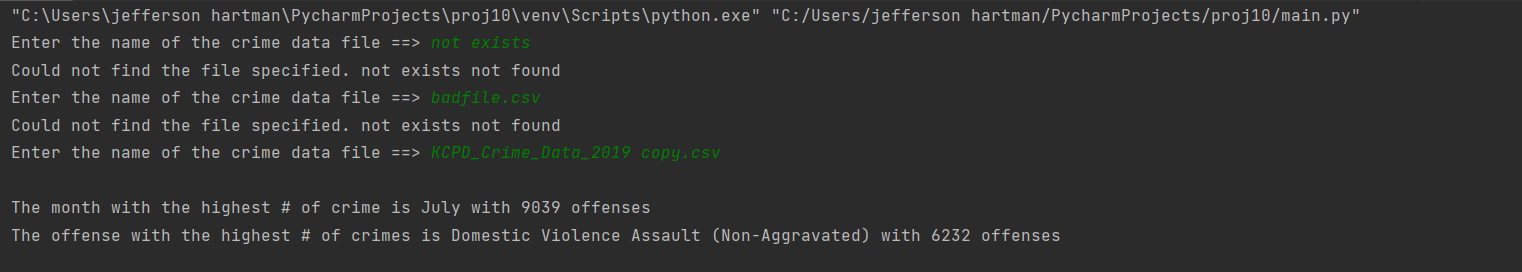 "C:\Users\jefferson hartman\PycharmProjects\proj10\venv\Scripts\python.exe" "C:/Users/jefferson hartman/PycharmProjects/proj10/main.py"
Enter the name of the crime data file ==> not exists
Could not find the file specified. not exists not found
Enter the name of the crime data file ==> badfile.csv
Could not find the file specified. not exists not found
Enter the name of the crime data file ==> KCPD_Crime_Data_2019 copy.csv
The month with the highest # of crime is July with 9039 offenses
The offense with the highest # of crimes is Domestic Violence Assault (Non-Aggravated) with 6232 offenses